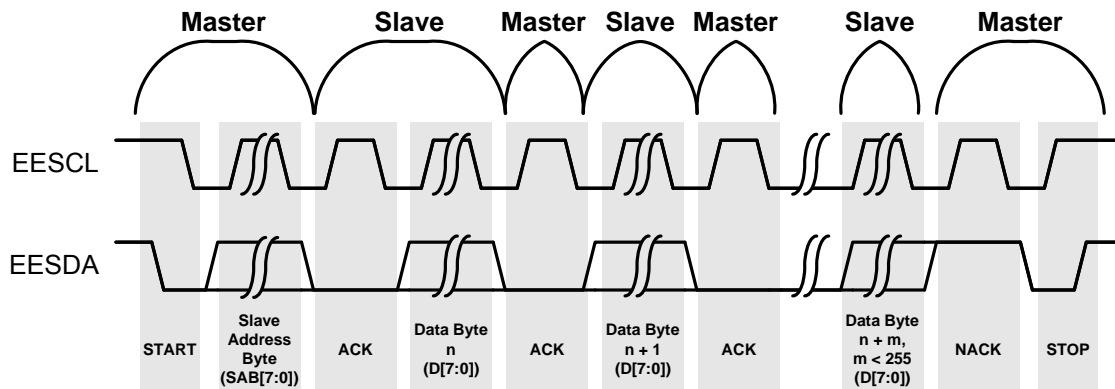 Master
Slave
Master
Slave
Master
Slave
Master
EESCL
EESDA
START
Slave
Address
Byte
(SAB[7:0])
ACK
Data Byte
n
(D[7:0])
ACK
Data Byte
n + 1
(D[7:0])
ACK
Data Byte
n + m,
m < 255
(D[7:0])
NACK
STOP